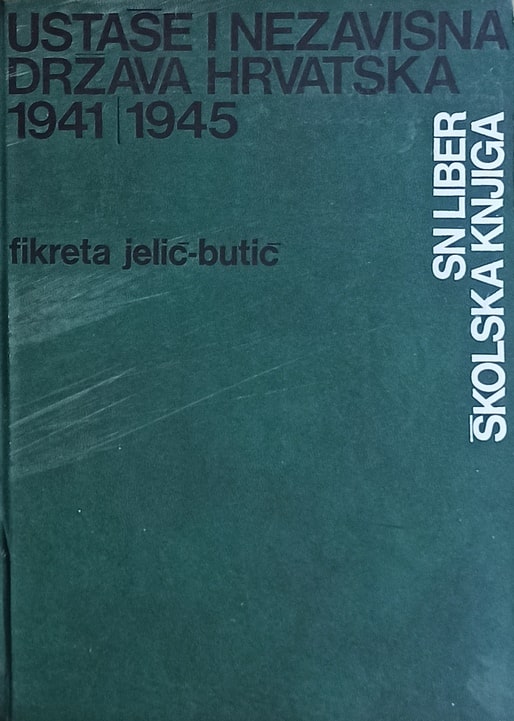 USTAŠE I NEZAVISNA
DRŽAVA HRVATSKA
1941|1945
fikreta jelić-butić
SN LIBER
ŠKOLSKA KNJIGA